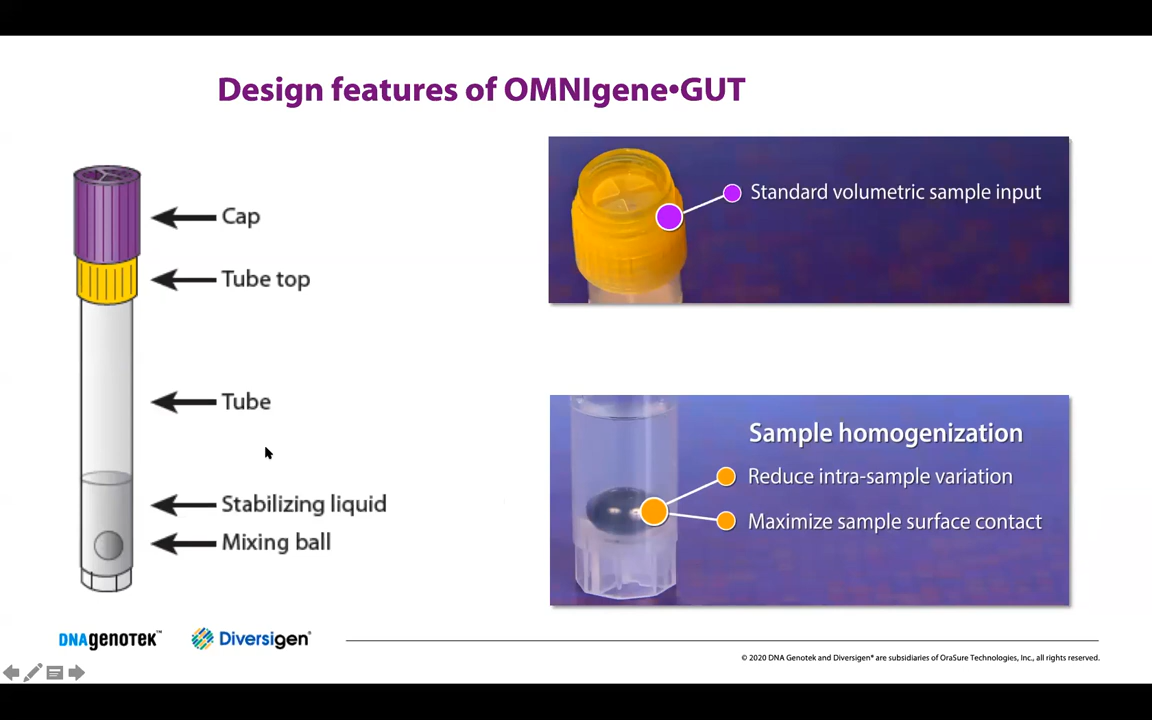 Design features of OMNIgene•GUT
Cap
Tube top
Tube
Stabilizing liquid
Mixing ball
Standard volumetric sample input
Sample homogenization
Reduce intra-sample variation
Maximize sample surface contact
DNAgenotek™
Diversigen®
© 2020 DNA Genotek and Diversigen® are subsidiaries of OraSure Technologies, Inc., all rights reserved.